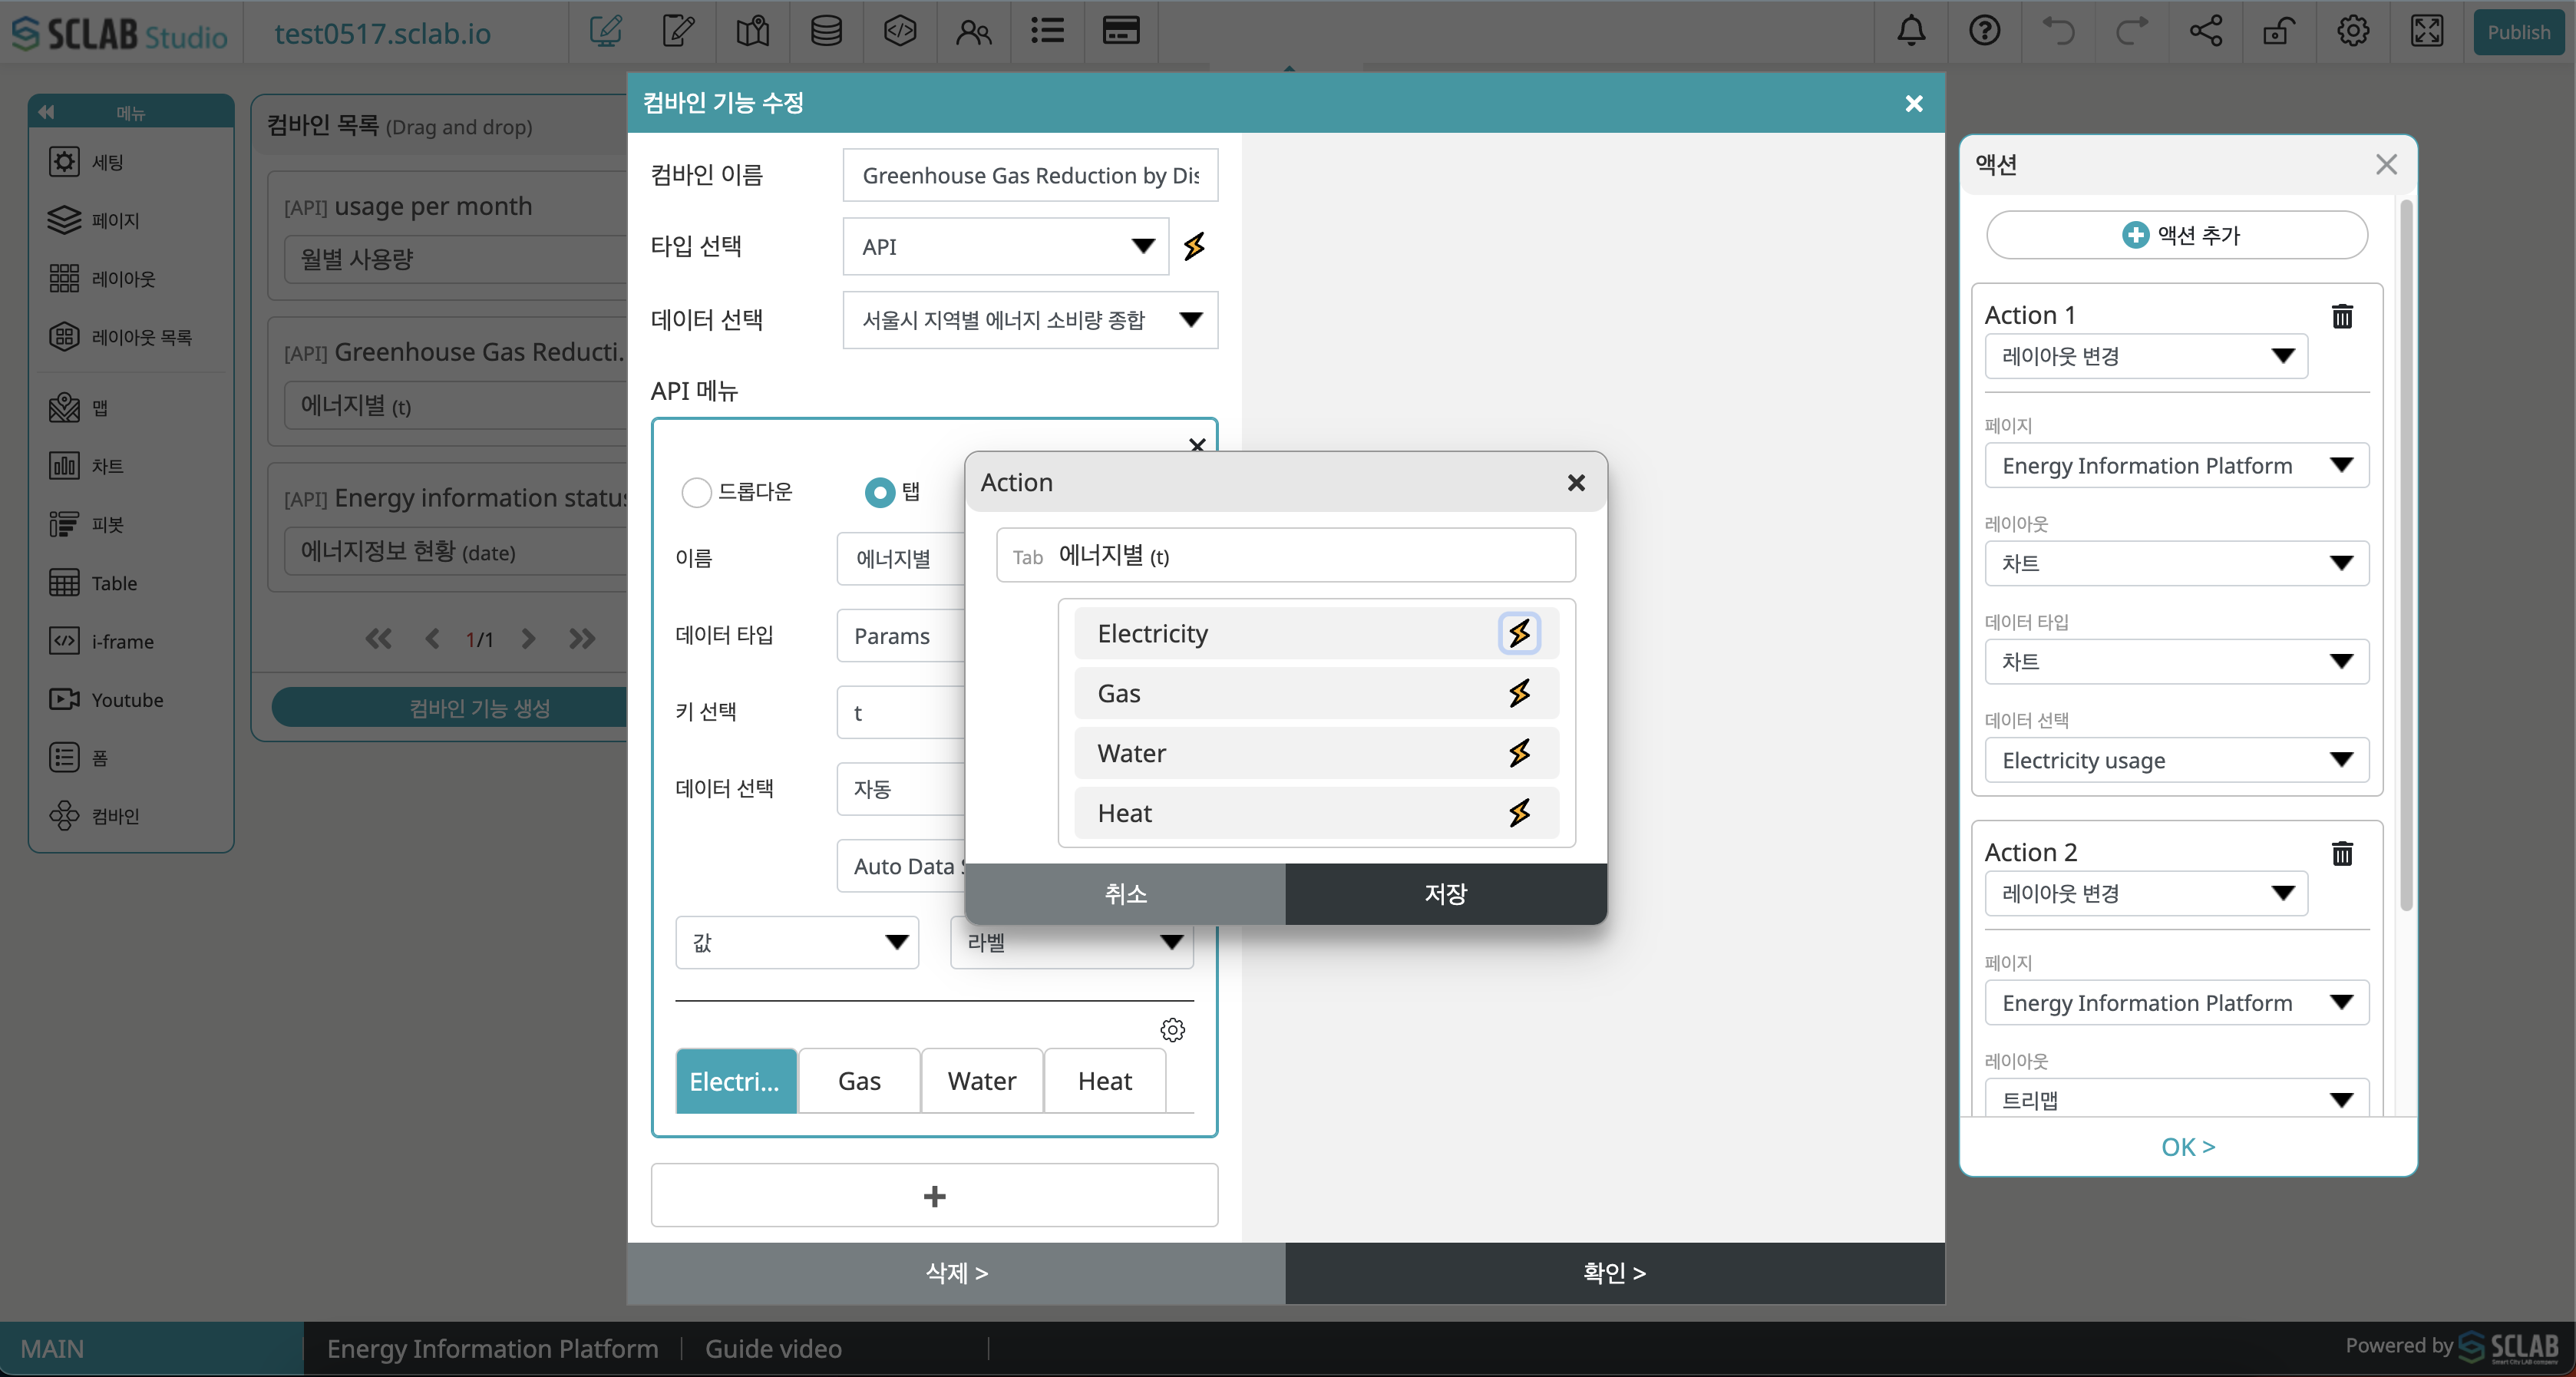 SCLAB Studio
test0517.sclab.io
Publish
메뉴
세팅
페이지
레이아웃
레이아웃 목록
맵
차트
피봇
Table
i-frame
Youtube
폼
컴바인
컴바인 목록 (Drag and drop)
[API] usage per month
월별 사용량
[API] Greenhouse Gas Reducti.
에너지별 (t)
[API] Energy information status
에너지정보 현황 (date)
1/1
컴바인 기능 생성
컴바인 기능 수정
컴바인 이름
Greenhouse Gas Reduction by Dis
타입 선택
API
데이터 선택
서울시 지역별 에너지 소비량 종합
API 메뉴
드롭다운
탭
이름
에너지별
데이터 타입
Params
키 선택
t
데이터 선택
자동
Auto Data
값
라벨
Electri...
Gas
Water
Heat
+
삭제 >
확인 >
Action
Tab 에너지별 (t)
Electricity
Gas
Water
Heat
취소
저장
액션
액션 추가
Action 1
레이아웃 변경
페이지
Energy Information Platform
레이아웃
차트
데이터 타입
차트
데이터 선택
Electricity usage
Action 2
레이아웃 변경
페이지
Energy Information Platform
레이아웃
트리맵
OK >
MAIN
Energy Information Platform
Guide video
Powered by SCLAB
Smart City LAB company